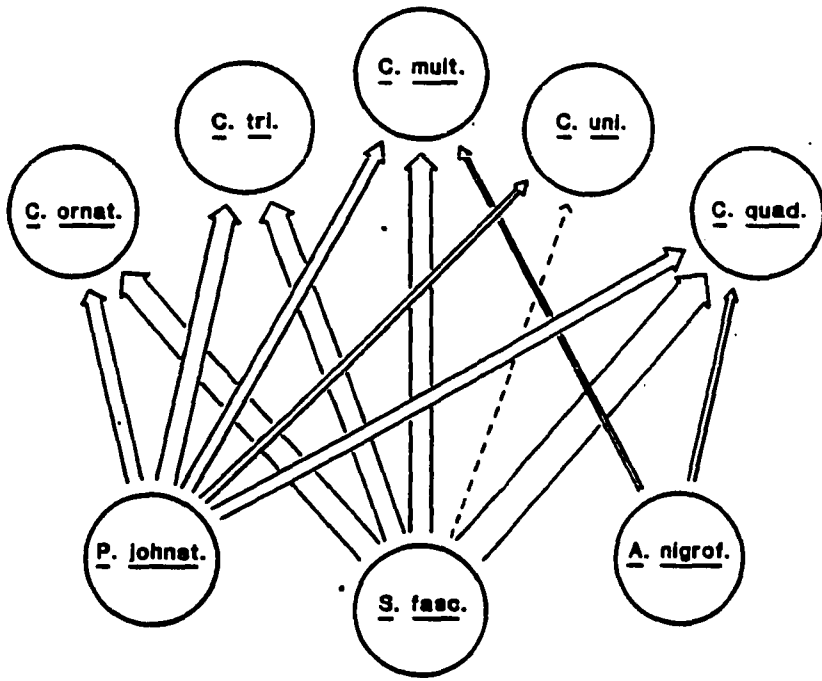 C. mult.
C. tri.
C. uni.
C. ornat.
C. quad.
P. johnst.
S. fasc.
A. nigrof.